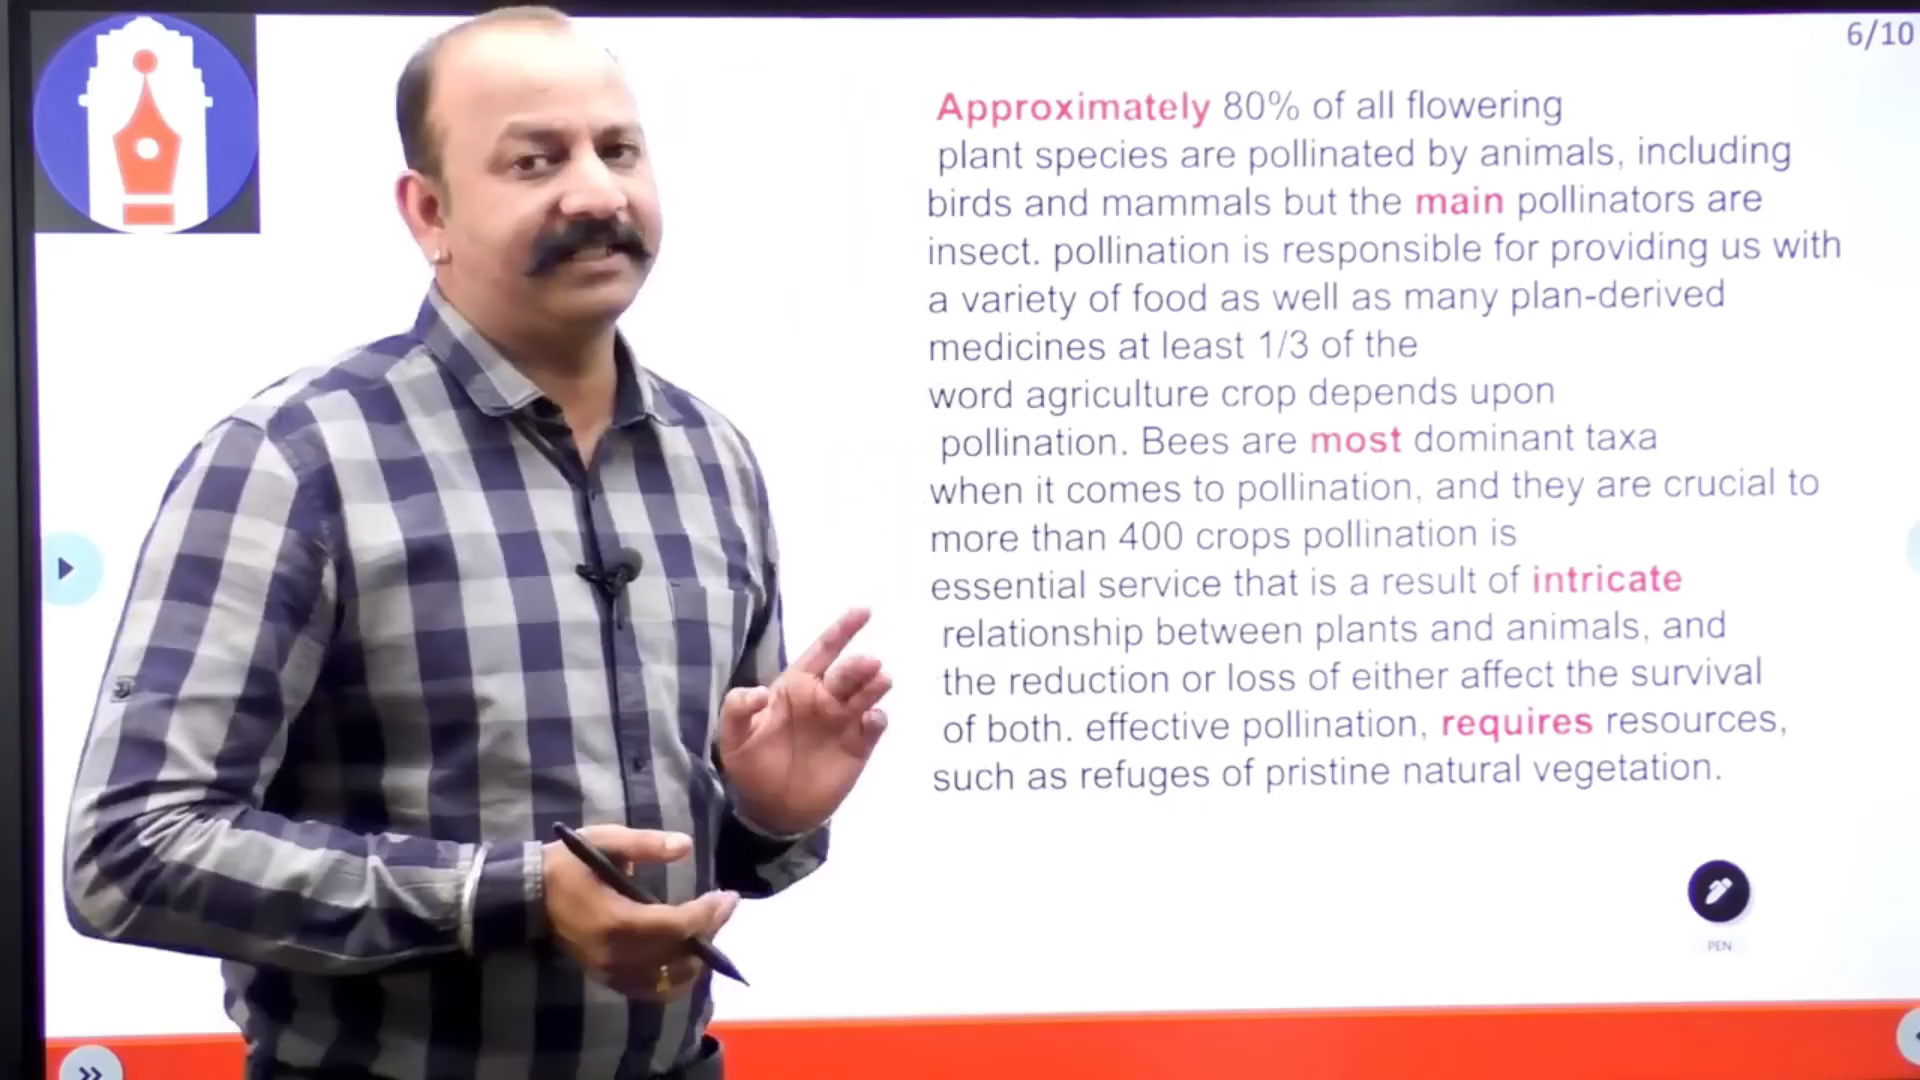 6/10
Approximately 80% of all flowering
plant species are pollinated by animals, including
birds and mammals but the main pollinators are
insect. pollination is responsible for providing us with
a variety of food as well as many plan-derived
medicines at least 1/3 of the
word agriculture crop depends upon
pollination. Bees are most dominant taxa
when it comes to pollination, and they are crucial to
more than 400 crops pollination is
essential service that is a result of intricate
relationship between plants and animals, and
the reduction or loss of either affect the survival
of both. effective pollination, requires resources,
such as refuges of pristine natural vegetation.
PEN